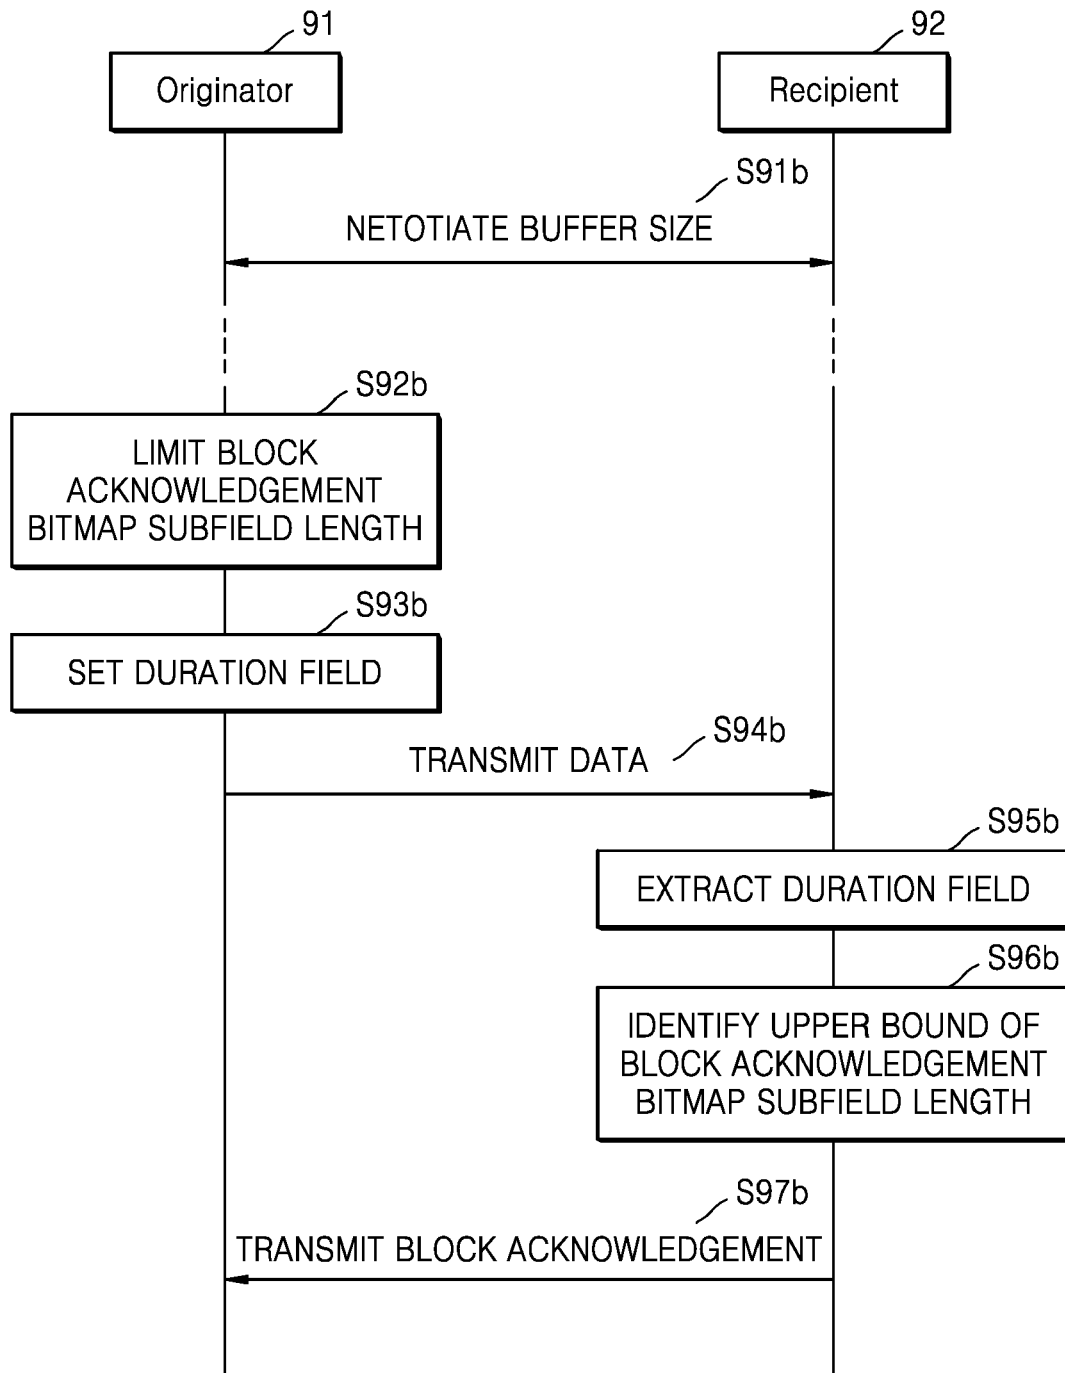 91
92
Originator
Recipient
S91b
NETOTIATE BUFFER SIZE
S92b
LIMIT BLOCK
ACKNOWLEDGEMENT
BITMAP SUBFIELD LENGTH
S93b
SET DURATION FIELD
S94b
TRANSMIT DATA
S95b
EXTRACT DURATION FIELD
S96b
IDENTIFY UPPER BOUND OF
BLOCK ACKNOWLEDGEMENT
BITMAP SUBFIELD LENGTH
S97b
TRANSMIT BLOCK ACKNOWLEDGEMENT